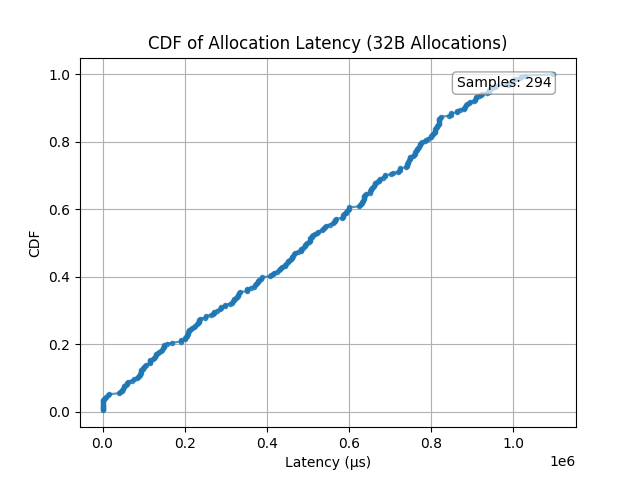 CDF of Allocation Latency (32B Allocations)
Samples: 294
1.0
0.8
0.6
0.4
0.2
0.0
CDF
0.0 0.2 0.4 0.6 0.8 1.0
Latency (µs)
1e6